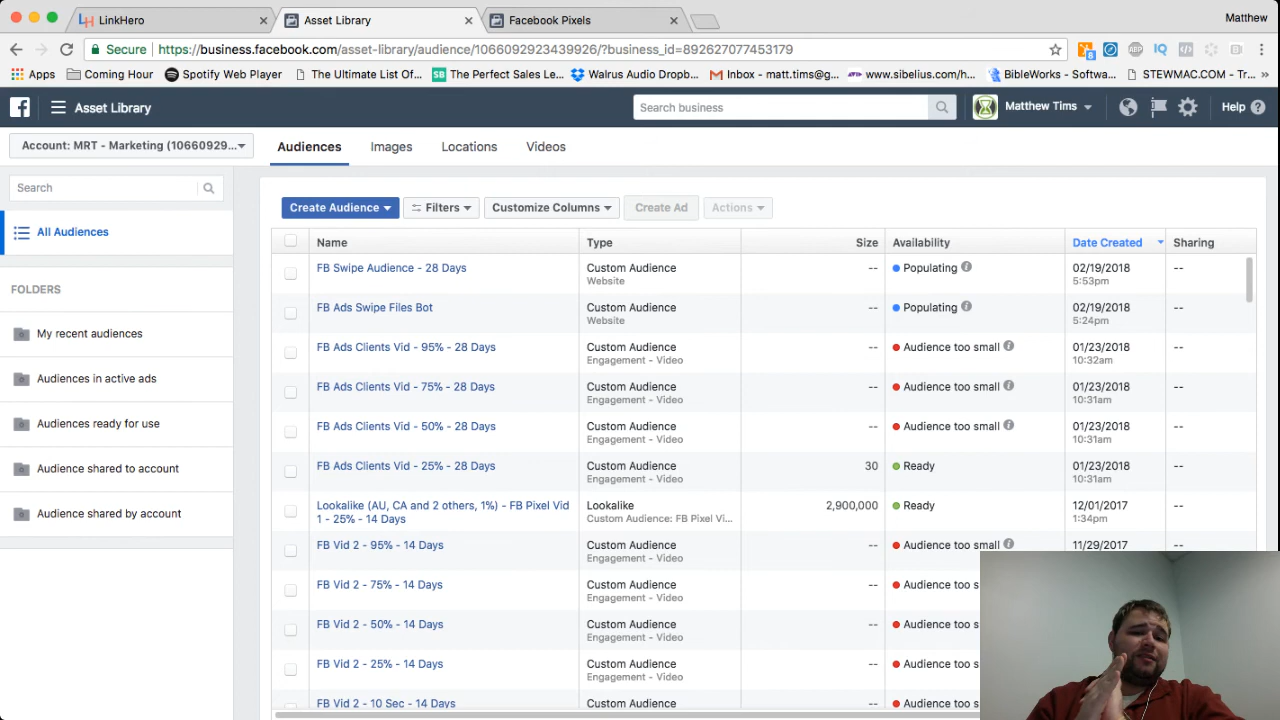 LinkHero
Asset Library
Facebook Pixels
Matthew
Secure
https://business.facebook.com/asset-library/audience/1066092923439926/?business_id=892627077453179
ABP
IQ
8
Apps
Coming Hour
Spotify Web Player
The Ultimate List Of...
SB
The Perfect Sales Le...
Walrus Audio Dropb...
Inbox - matt.tims@g...
www.sibelius.com/h...
BibleWorks - Softwa...
STEWMAC.COM - Tr...
»
Asset Library
Search business
Matthew Tims
Help
Account: MRT - Marketing (10660929...
Audiences
Images
Locations
Videos
Search
All Audiences
FOLDERS
My recent audiences
Audiences in active ads
Audiences ready for use
Audience shared to account
Audience shared by account
Create Audience
Filters
Customize Columns
Create Ad
Actions
Name Type Size Availability Date Created Sharing
FB Swipe Audience - 28 Days Custom Audience -- Populating 02/19/2018 --
Website 5:53pm
FB Ads Swipe Files Bot Custom Audience -- Populating 02/19/2018 --
Website 5:24pm
FB Ads Clients Vid - 95% - 28 Days Custom Audience -- Audience too small 01/23/2018 --
Engagement - Video 10:32am
FB Ads Clients Vid - 75% - 28 Days Custom Audience -- Audience too small 01/23/2018 --
Engagement - Video 10:31am
FB Ads Clients Vid - 50% - 28 Days Custom Audience -- Audience too small 01/23/2018 --
Engagement - Video 10:31am
FB Ads Clients Vid - 25% - 28 Days Custom Audience 30 Ready 01/23/2018 --
Engagement - Video 10:31am
Lookalike (AU, CA and 2 others, 1%) - FB Pixel Vid Lookalike 2,900,000 Ready 12/01/2017 --
1 - 25% - 14 Days Custom Audience: FB Pixel Vi... 1:34pm
FB Vid 2 - 95% - 14 Days Custom Audience -- Audience too small 11/29/2017 --
Engagement - Video
FB Vid 2 - 75% - 14 Days Custom Audience -- Audience too s
Engagement - Video
FB Vid 2 - 50% - 14 Days Custom Audience -- Audience too s
Engagement - Video
FB Vid 2 - 25% - 14 Days Custom Audience -- Audience too s
Engagement - Video
FB Vid 2 - 10 Sec - 14 Days Custom Audience -- Audience too s